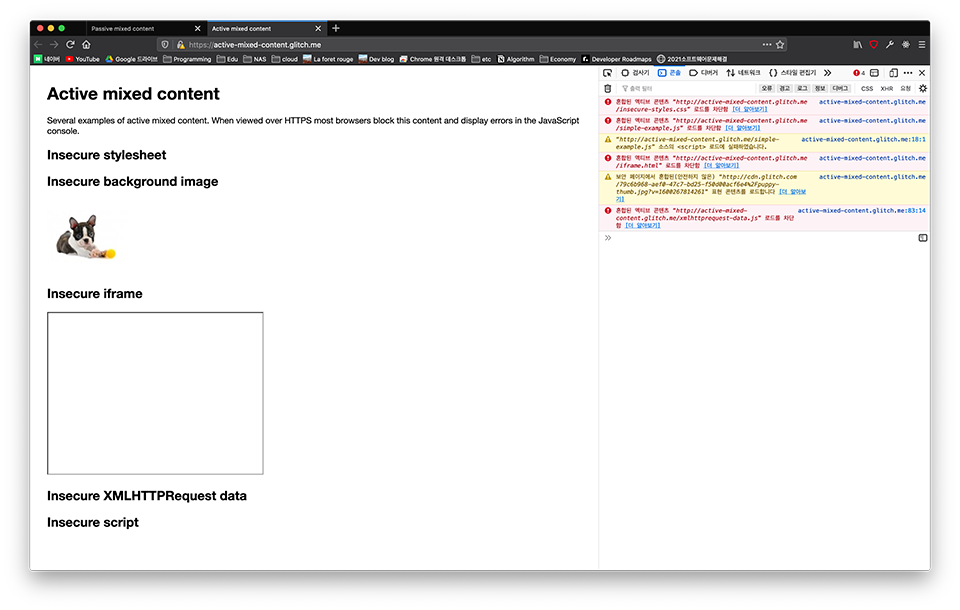 Passive mixed content
Active mixed content
https://active-mixed-content.glitch.me
네이버 YouTube Google 드라이브 Programming Edu NAS cloud La foret rouge Dev blog Chrome 원격 데스크톱 etc Algorithm Economy Developer Roadmaps 2021소프트웨어문제해결
Active mixed content
Several examples of active mixed content. When viewed over HTTPS most browsers block this content and display errors in the JavaScript
console.
Insecure stylesheet
Insecure background image
Insecure iframe
Insecure XMLHTTPRequest data
Insecure script
검사기 콘솔 디버거 네트워크 스타일 편집기 4
출력 필터 오류 경고 로그 정보 디버그 CSS XHR 요청
혼합된 액티브 콘텐츠 "http://active-mixed-content.glitch.me active-mixed-content.glitch.me
/insecure-styles.css" 로드를 차단함 [더 알아보기]
혼합된 액티브 콘텐츠 "http://active-mixed-content.glitch.me active-mixed-content.glitch.me
/simple-example.js" 로드를 차단함 [더 알아보기]
"http://active-mixed-content.glitch.me/simple- active-mixed-content.glitch.me:18:1
example.js" 소스의 <script> 로드에 실패하였습니다.
혼합된 액티브 콘텐츠 "http://active-mixed-content.glitch.me active-mixed-content.glitch.me
/iframe.html" 로드를 차단함 [더 알아보기]
보안 페이지에서 혼합된(안전하지 않은) "http://cdn.glitch.com active-mixed-content.glitch.me
/79c6b968-aef0-47c7-bd25-f50d00acf6e4%2Fpuppy-
thumb.jpg?v=1600267814261" 표현 콘텐츠를 로드합니다 [더 알아보
기]
혼합된 액티브 콘텐츠 "http://active-mixed- active-mixed-content.glitch.me:83:14
content.glitch.me/xmlhttprequest-data.js" 로드를 차단
함 [더 알아보기]